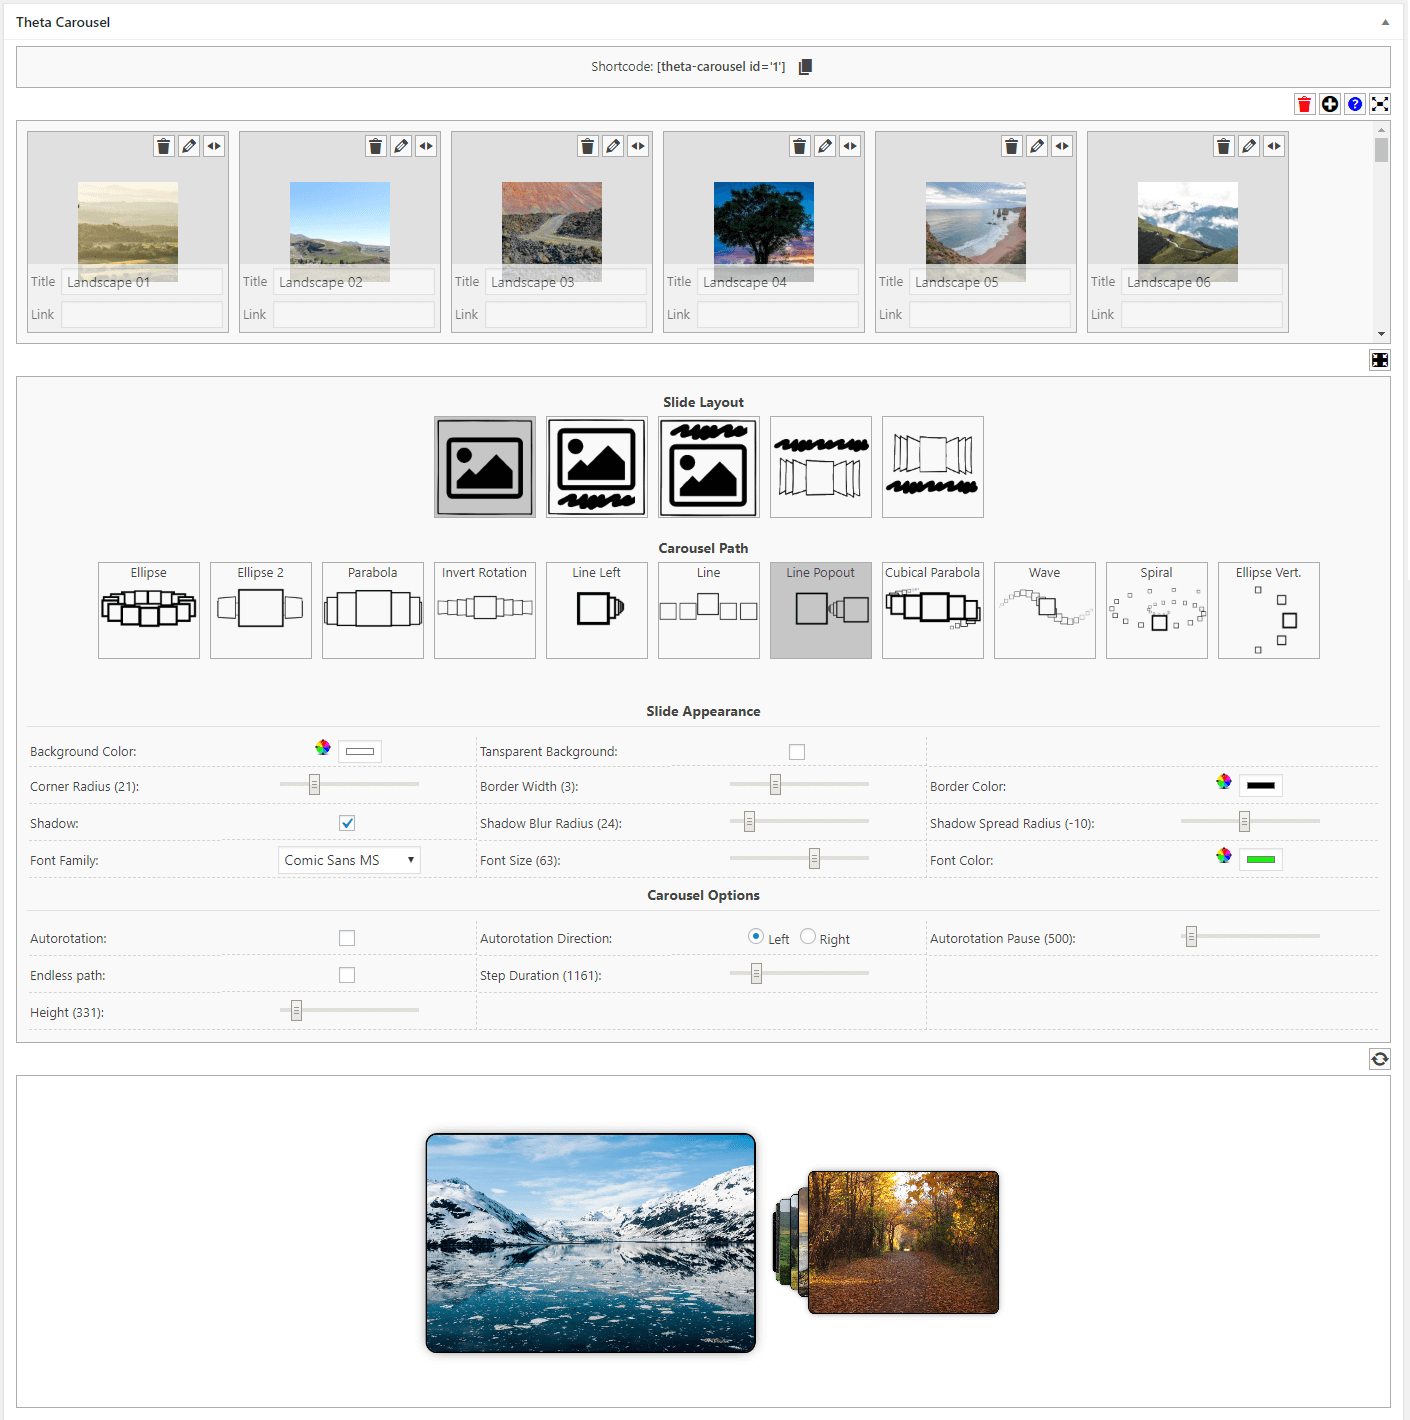 Theta Carousel
Shortcode: [theta-carousel id='1']
Title Landscape 01 Title Landscape 02 Title Landscape 03 Title Landscape 04 Title Landscape 05 Title Landscape 06
Link Link Link Link Link Link
Slide Layout
Carousel Path
Ellipse Ellipse 2 Parabola Invert Rotation Line Left Line Line Popout Cubical Parabola Wave Spiral Ellipse Vert.
Slide Appearance
Background Color: Tansparent Background:
Corner Radius (21): Border Width (3): Border Color:
Shadow: Shadow Blur Radius (24): Shadow Spread Radius (-10):
Font Family: Comic Sans MS Font Size (63): Font Color:
Carousel Options
Autorotation: Autorotation Direction: Left Right Autorotation Pause (500):
Endless path: Step Duration (1161):
Height (331):